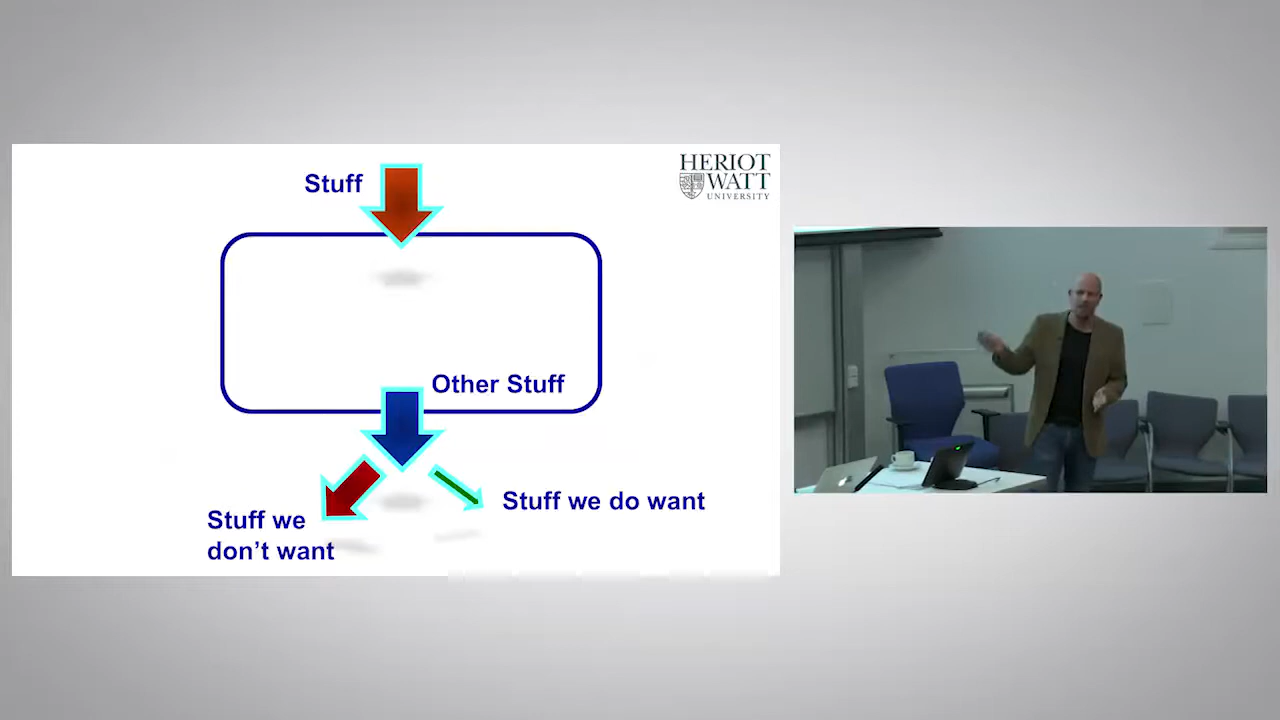 Stuff
HERIOT
WATT
UNIVERSITY
Other Stuff
Stuff we do want
Stuff we
don't want